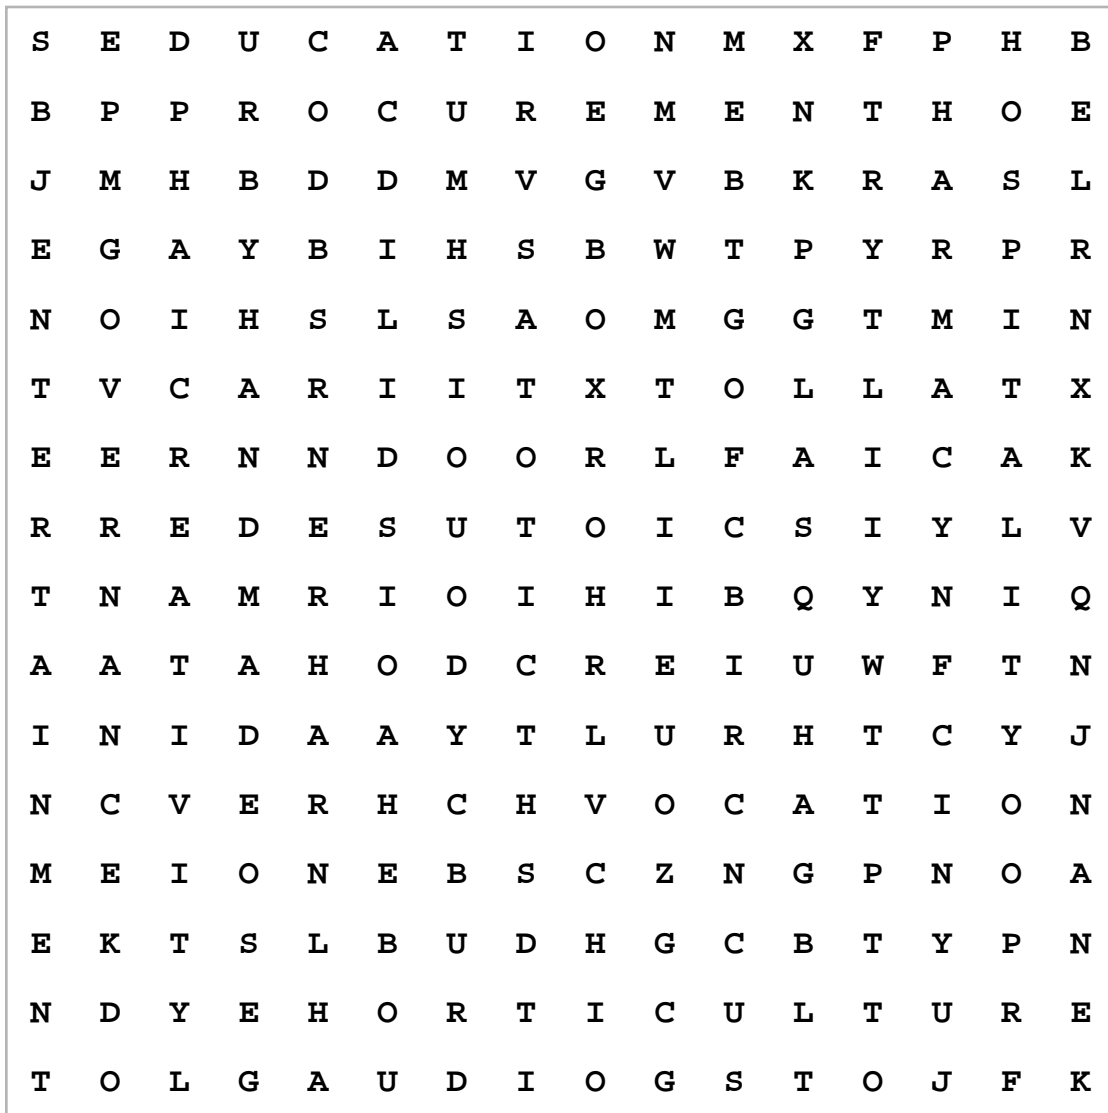 S E D U C A T I O N M X F P H B
B P P R O C U R E M E N T H O E
J M H B D D M V G V B K R A S L
E G A Y B I H S B W T P Y R P R
N O I H S L S A O M G G T M I N
T V C A R I I T X T O L L A T X
E E R N N D O O R L F A I C A K
R R E D E S U T O I C S I Y L V
T N A M R I O I H I B Q Y N I Q
A A T A H O D C R E I U W F T N
I N I D A A Y T L U R H T C Y J
N C V E R H C H V O C A T I O N
M E I O N E B S C Z N G P N O A
E K T S L B U D H G C B T Y P N
N D Y E H O R T I C U L T U R E
T O L G A U D I O G S T O J F K